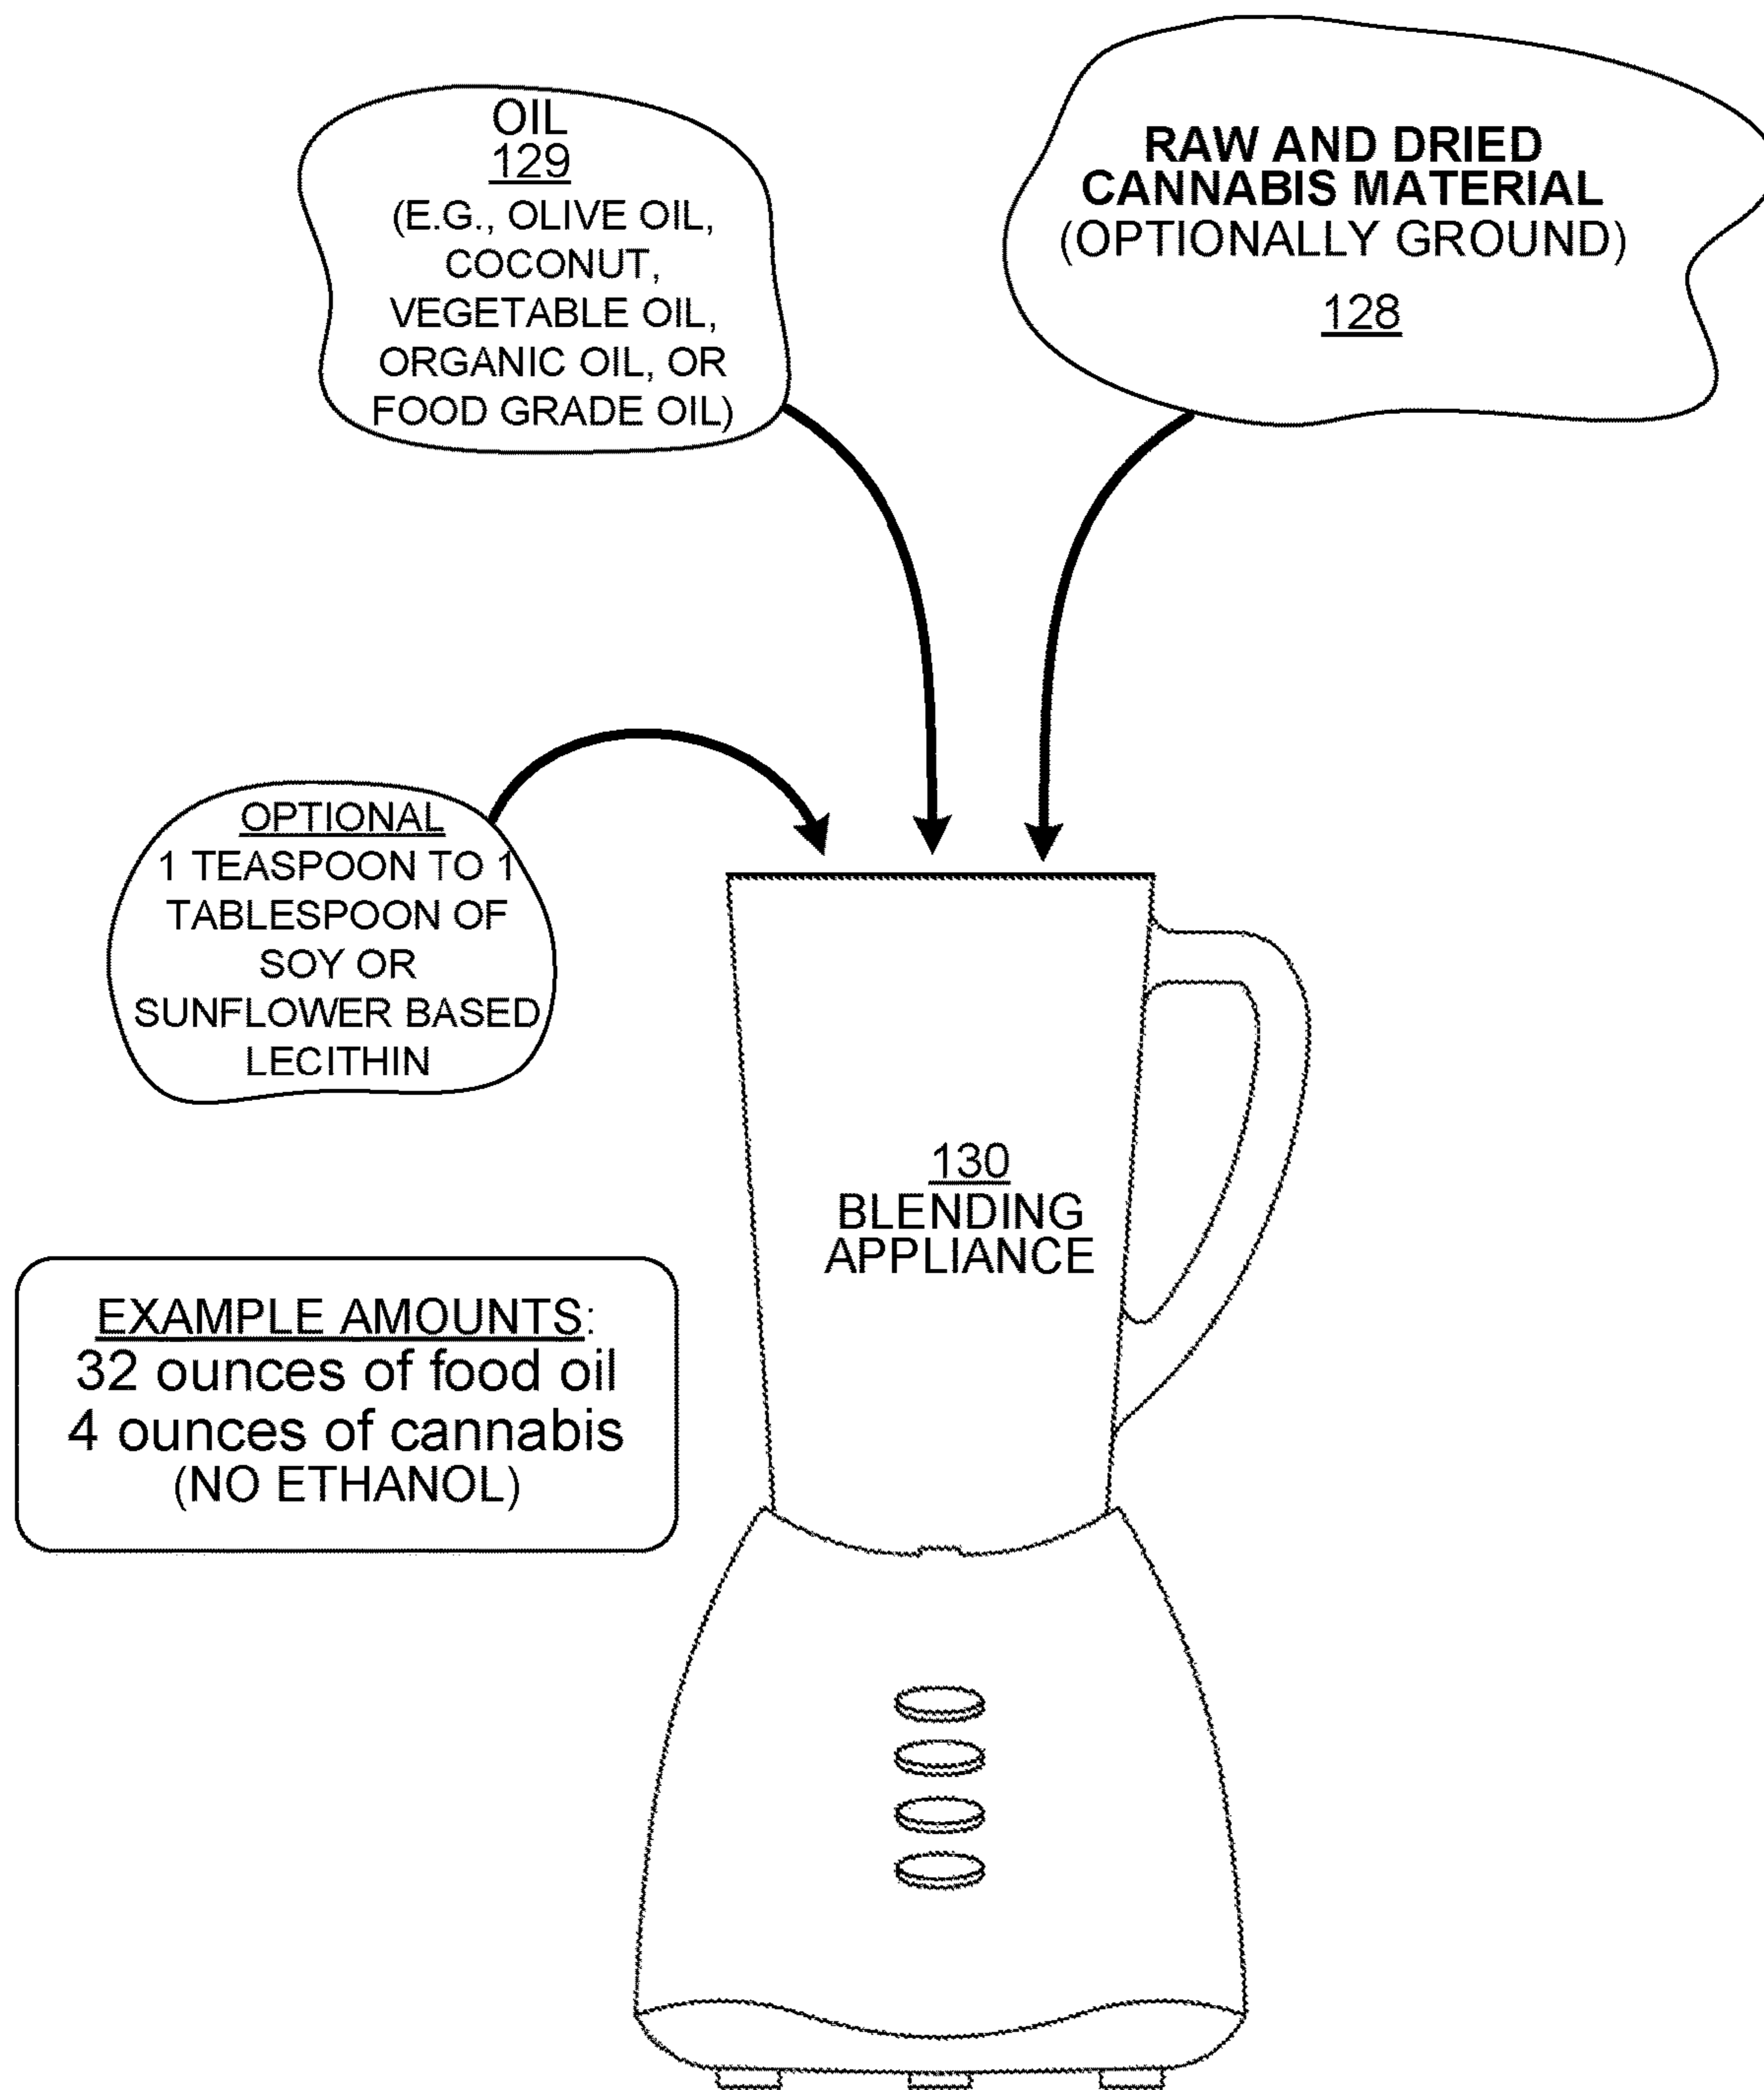 OIL
129
(E.G., OLIVE OIL,
COCONUT,
VEGETABLE OIL,
ORGANIC OIL, OR
FOOD GRADE OIL)
RAW AND DRIED
CANNABIS MATERIAL
(OPTIONALLY GROUND)
128
OPTIONAL
1 TEASPOON TO 1
TABLESPOON OF
SOY OR
SUNFLOWER BASED
LECITHIN
130
BLENDING
APPLIANCE
EXAMPLE AMOUNTS:
32 ounces of food oil
4 ounces of cannabis
(NO ETHANOL)